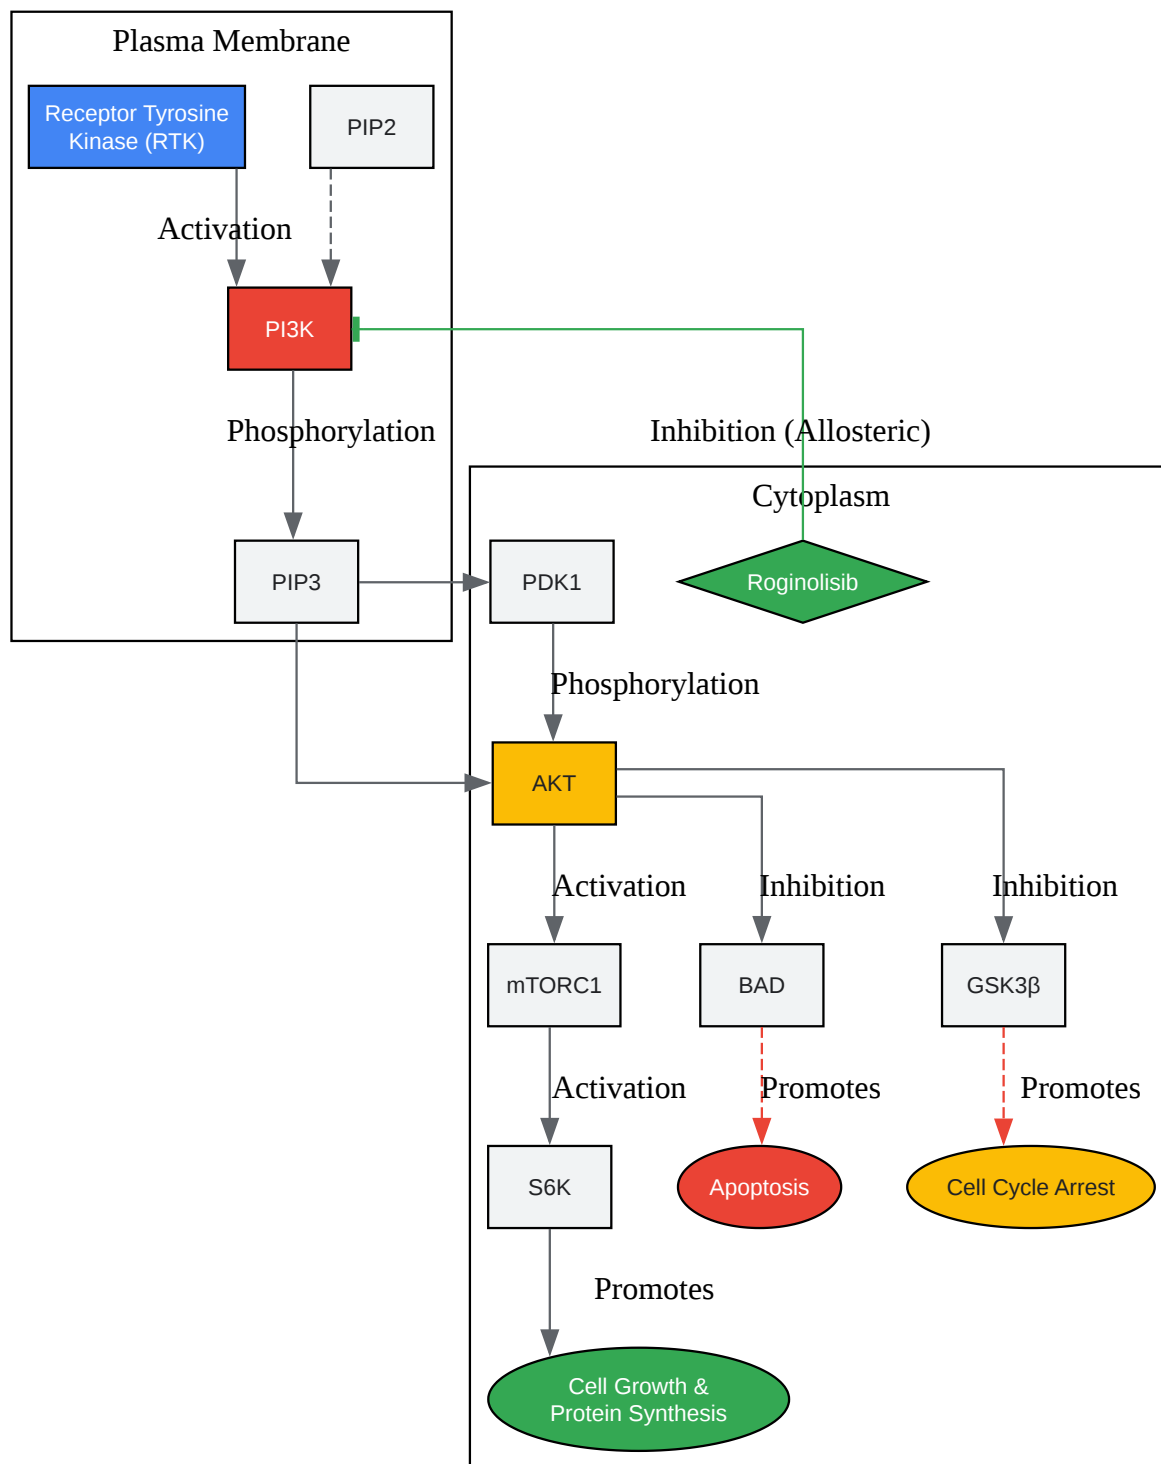 Plasma Membrane
Receptor Tyrosine
Kinase (RTK)
PIP2
Activation
PI3K
Phosphorylation
Inhibition (Allosteric)
Cytoplasm
PIP3
PDK1
Roginolisib
Phosphorylation
AKT
Activation
Inhibition
Inhibition
mTORC1
BAD
GSK3β
Activation
Promotes
Promotes
S6K
Apoptosis
Cell Cycle Arrest
Promotes
Cell Growth &
Protein Synthesis